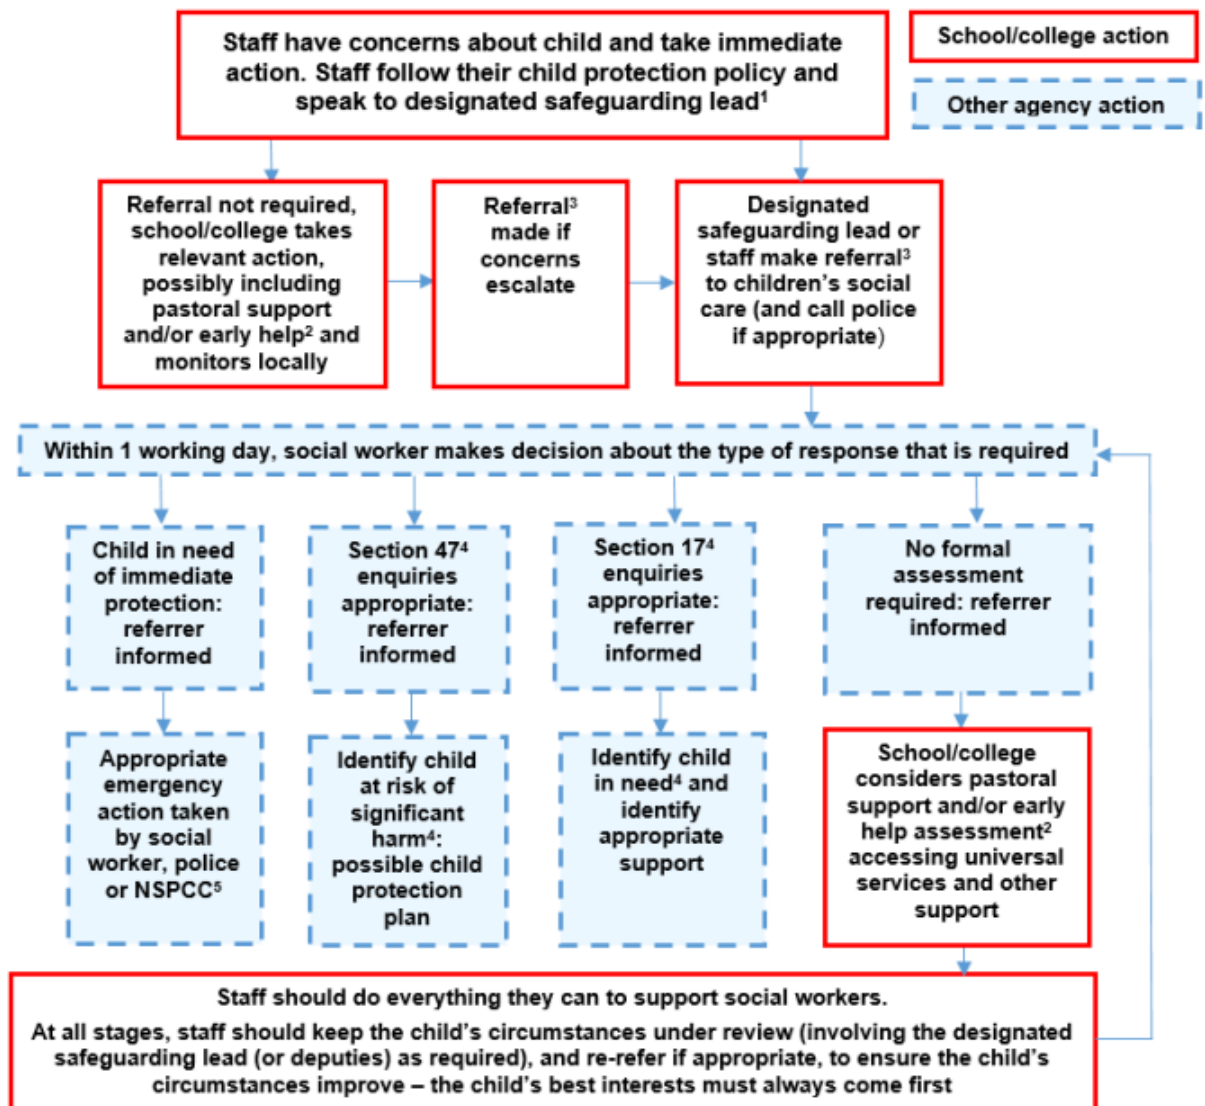 Staff have concerns about child and take immediate
action. Staff follow their child protection policy and
speak to designated safeguarding lead¹
School/college action
Other agency action
Referral not required,
school/college takes
relevant action,
possibly including
pastoral support
and/or early help² and
monitors locally
Referral³
made if
concerns
escalate
Designated
safeguarding lead or
staff make referral³
to children’s social
care (and call police
if appropriate)
Within 1 working day, social worker makes decision about the type of response that is required
Child in need
of immediate
protection:
referrer
informed
Section 47⁴
enquiries
appropriate:
referrer
informed
Section 17⁴
enquiries
appropriate:
referrer
informed
No formal
assessment
required: referrer
informed
Appropriate
emergency
action taken
by social
worker, police
or NSPCC⁵
Identify child
at risk of
significant
harm⁴:
possible child
protection
plan
Identify child
in need⁴ and
identify
appropriate
support
School/college
considers pastoral
support and/or early
help assessment²
accessing universal
services and other
support
Staff should do everything they can to support social workers.
At all stages, staff should keep the child’s circumstances under review (involving the designated
safeguarding lead (or deputies) as required), and re-refer if appropriate, to ensure the child’s
circumstances improve – the child’s best interests must always come first